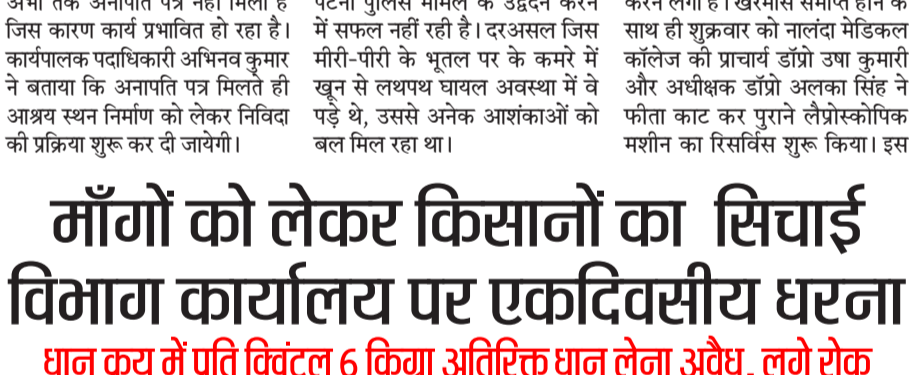 अभी तक अनापति पत्र नहीं मिला है
जिस कारण कार्य प्रभावित हो रहा है।
कार्यपालक पदाधिकारी अभिनव कुमार
ने बताया कि अनापति पत्र मिलते ही
आश्रय स्थन निर्माण को लेकर निविदा
की प्रक्रिया शुरू कर दी जायेगी।
पटना पुलिस मामले के उद्वेदन करने
में सफल नहीं रही है। दरअसल जिस
मीरी-पीरी के भूतल पर के कमरे में
खून से लथपथ घायल अवस्था में वे
पड़े थे, उससे अनेक आशंकाओं को
बल मिल रहा था।
करने लगी है। खरमास समाप्त होने के
साथ ही शुक्रवार को नालंदा मेडिकल
कॉलेज की प्राचार्य डॉप्रो उषा कुमारी
और अधीक्षक डॉप्रो अलका सिंह ने
फीता काट कर पुराने लैप्रोस्कोपिक
मशीन का रिसर्विस शुरू किया। इस
माँगों को लेकर किसानों का सिचाई
विभाग कार्यालय पर एकदिवसीय धरना
धान क्रय में प्रति क्विंटल 6 किग्रा अतिरिक्त धान लेना अवैध, लगे रोक